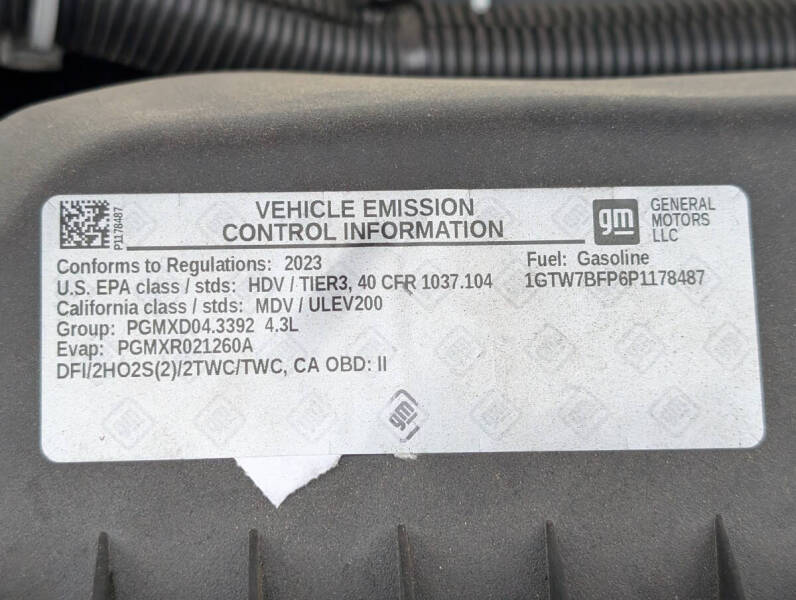 P1178487
VEHICLE EMISSION
CONTROL INFORMATION
gm
GENERAL
MOTORS
LLC
Conforms to Regulations: 2023
Fuel: Gasoline
U.S. EPA class / stds: HDV / TIER3, 40 CFR 1037.104
1GTW7BFP6P1178487
California class / stds: MDV / ULEV200
Group: PGMXD04.3392 4.3L
Evap: PGMXR021260A
DFI/2HO2S(2)/2TWC/TWC, CA OBD: II
gm